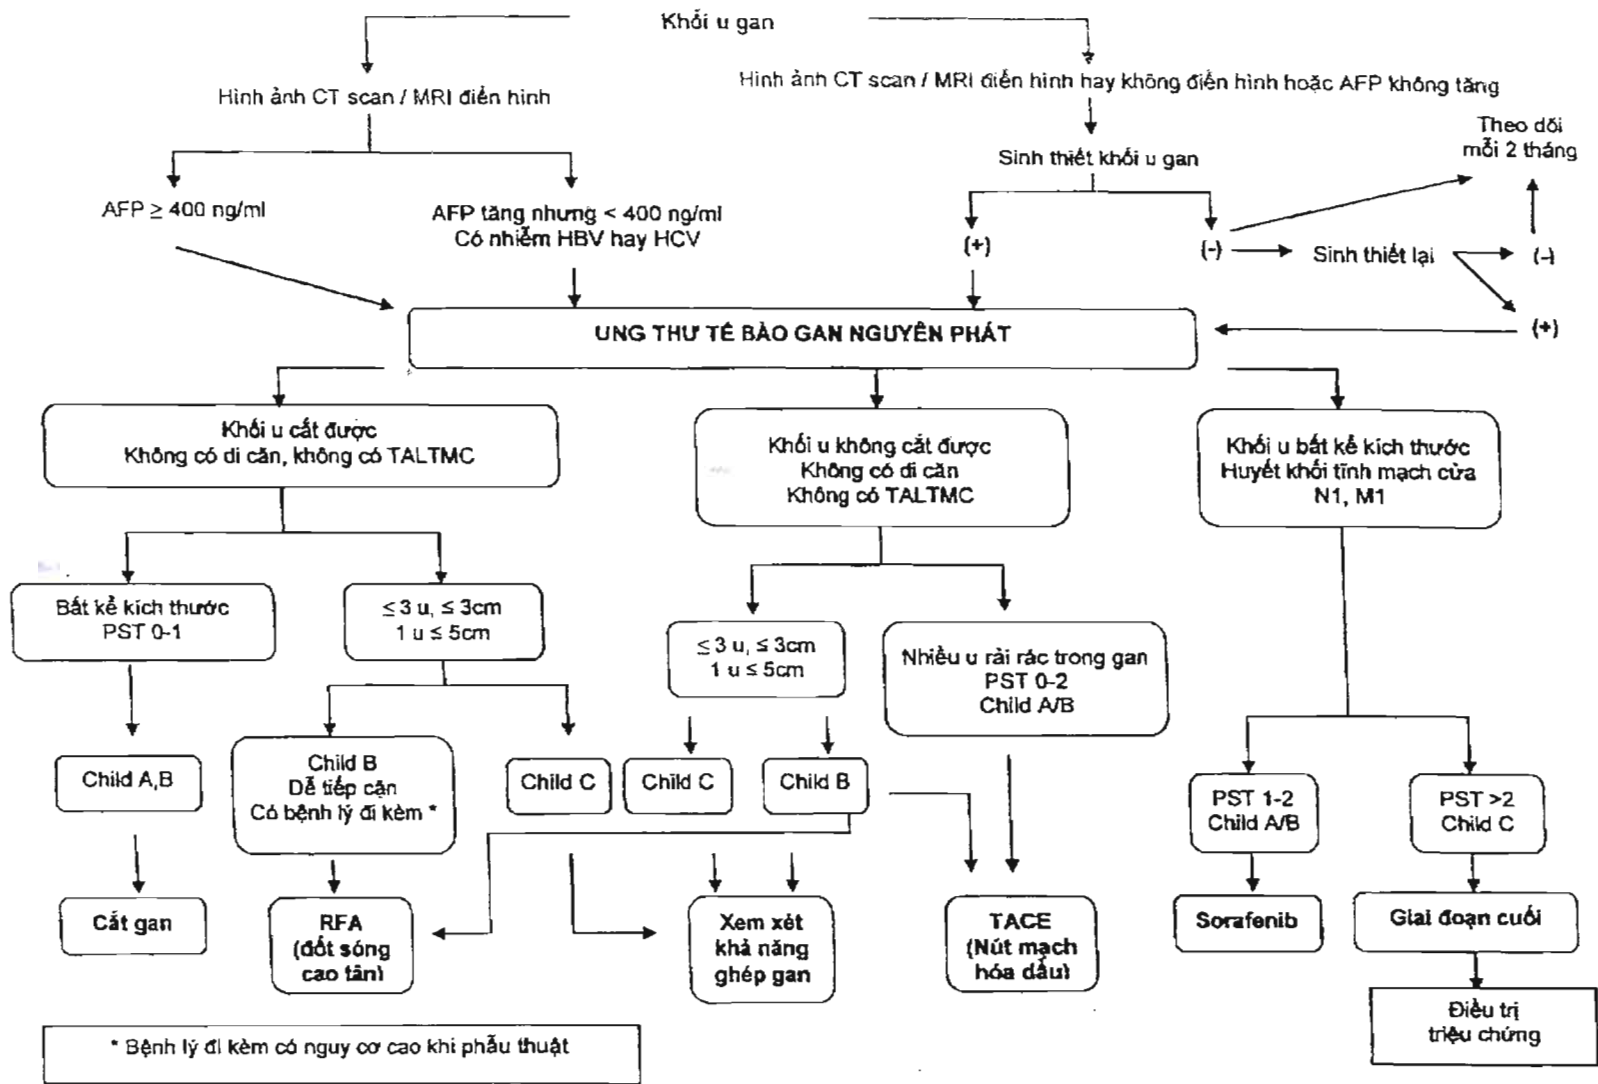 Khối u gan
Hình ảnh CT scan / MRI điển hình
Hình ảnh CT scan / MRI điển hình hay không điển hình hoặc AFP không tăng
Theo dõi
mỗi 2 tháng
Sinh thiết khối u gan
AFP ≥ 400 ng/ml
AFP tăng nhưng < 400 ng/ml
Có nhiễm HBV hay HCV
(+)
(-)
Sinh thiết lại
(-)
(+)
UNG THƯ TẾ BÀO GAN NGUYÊN PHÁT
Khối u cắt được
Không có di căn, không có TALTMC
Khối u không cắt được
Không có di căn
Không có TALTMC
Khối u bất kể kích thước
Huyết khối tĩnh mạch cửa
N1, M1
Bất kể kích thước
PST 0-1
≤ 3 u, ≤ 3cm
1 u ≤ 5cm
≤ 3 u, ≤ 3cm
1 u ≤ 5cm
Nhiều u rải rác trong gan
PST 0-2
Child A/B
Child A,B
Child B
Dễ tiếp cận
Có bệnh lý đi kèm *
Child C
Child C
Child B
PST 1-2
Child A/B
PST >2
Child C
Cắt gan
RFA
(đốt sóng
cao tần)
Xem xét
khả năng
ghép gan
TACE
(Nút mạch
hóa dầu)
Sorafenib
Giai đoạn cuối
Điều trị
triệu chứng
* Bệnh lý đi kèm có nguy cơ cao khi phẫu thuật